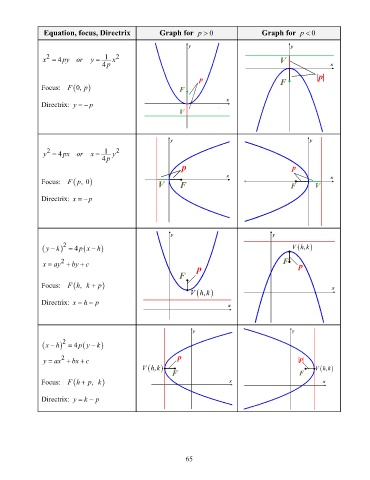 Equation, focus, Directrix Graph for p > 0 Graph for p < 0
x² = 4py or y = 1/4p x²
Focus: F(0, p)
Directrix: y = −p
y
p
F
x
V
y
V
x
|p|
F
y² = 4px or x = 1/4p y²
Focus: F(p, 0)
Directrix: x = −p
y
p
x
V F
y
p
x
F V
(y − k)² = 4p(x − h)
x = ay² + by + c
Focus: F(h, k + p)
Directrix: x = h = p
y
p
F
V(h,k)
x
y
V(h,k)
F
p
x
(x − h)² = 4p(y − k)
y = ax² + bx + c
Focus: F(h + p, k)
Directrix: y = k − p
y
p
V(h,k)
F
x
y
|p|
V(h,k)
F
x
65